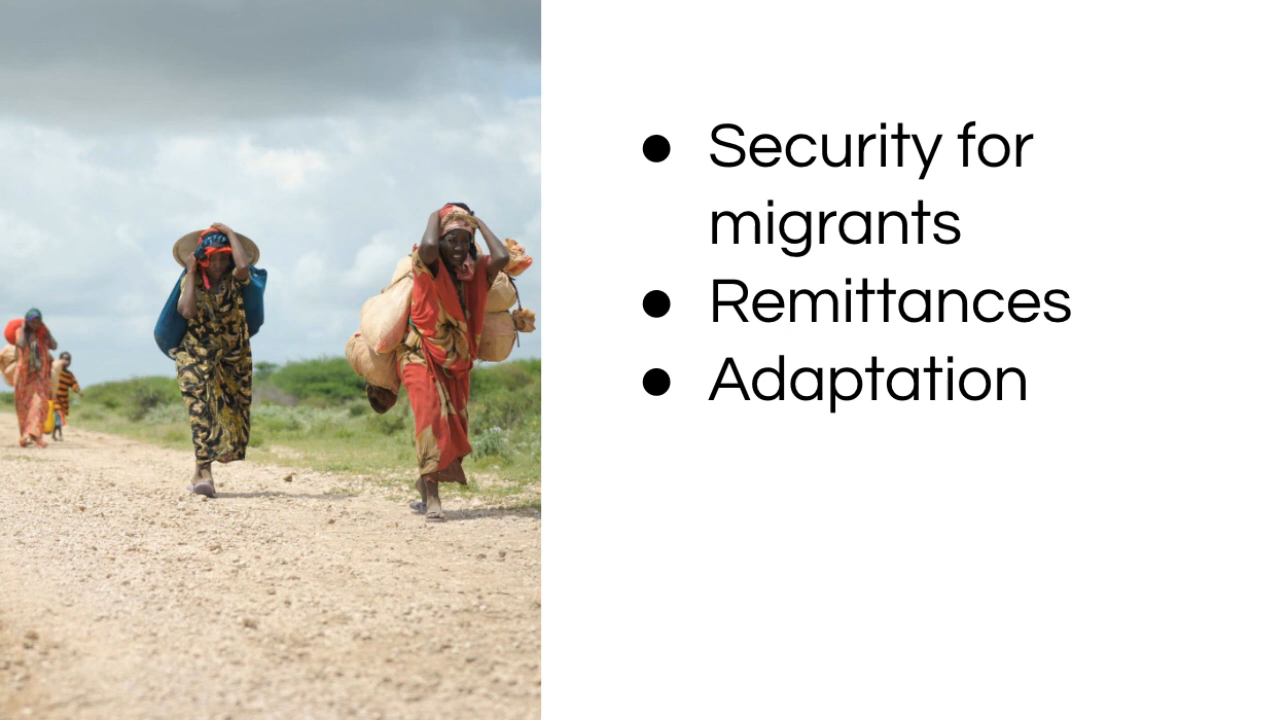 ● Security for
migrants
● Remittances
● Adaptation